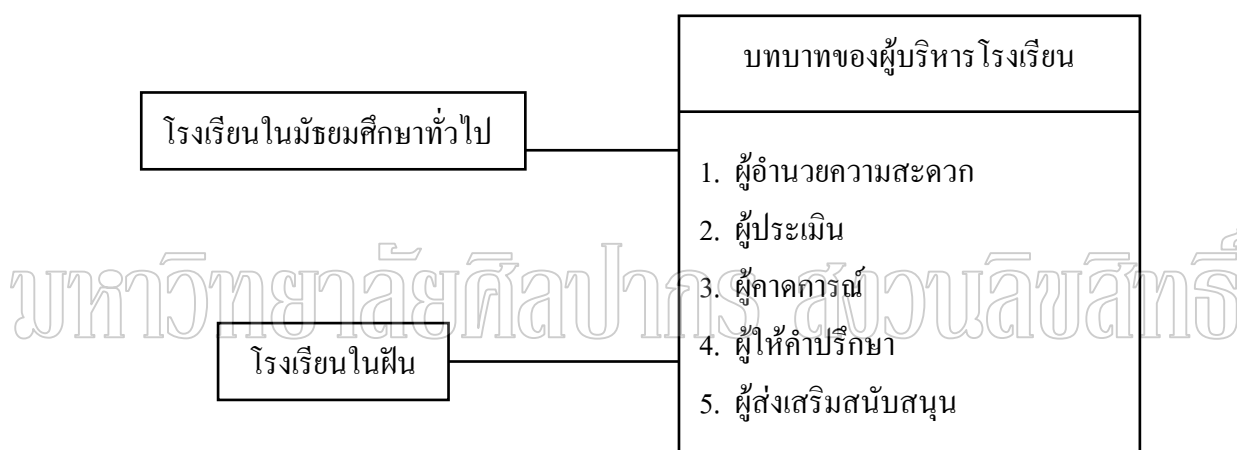 บทบาทของผู้บริหารโรงเรียน
โรงเรียนในมัธยมศึกษาทั่วไป
1. ผู้อำนวยความสะดวก
2. ผู้ประเมิน
3. ผู้คาดการณ์
4. ผู้ให้คำปรึกษา
5. ผู้ส่งเสริมสนับสนุน
โรงเรียนในฝัน
มหาวิทยาลัยศิลปากร สงวนลิขสิทธิ์